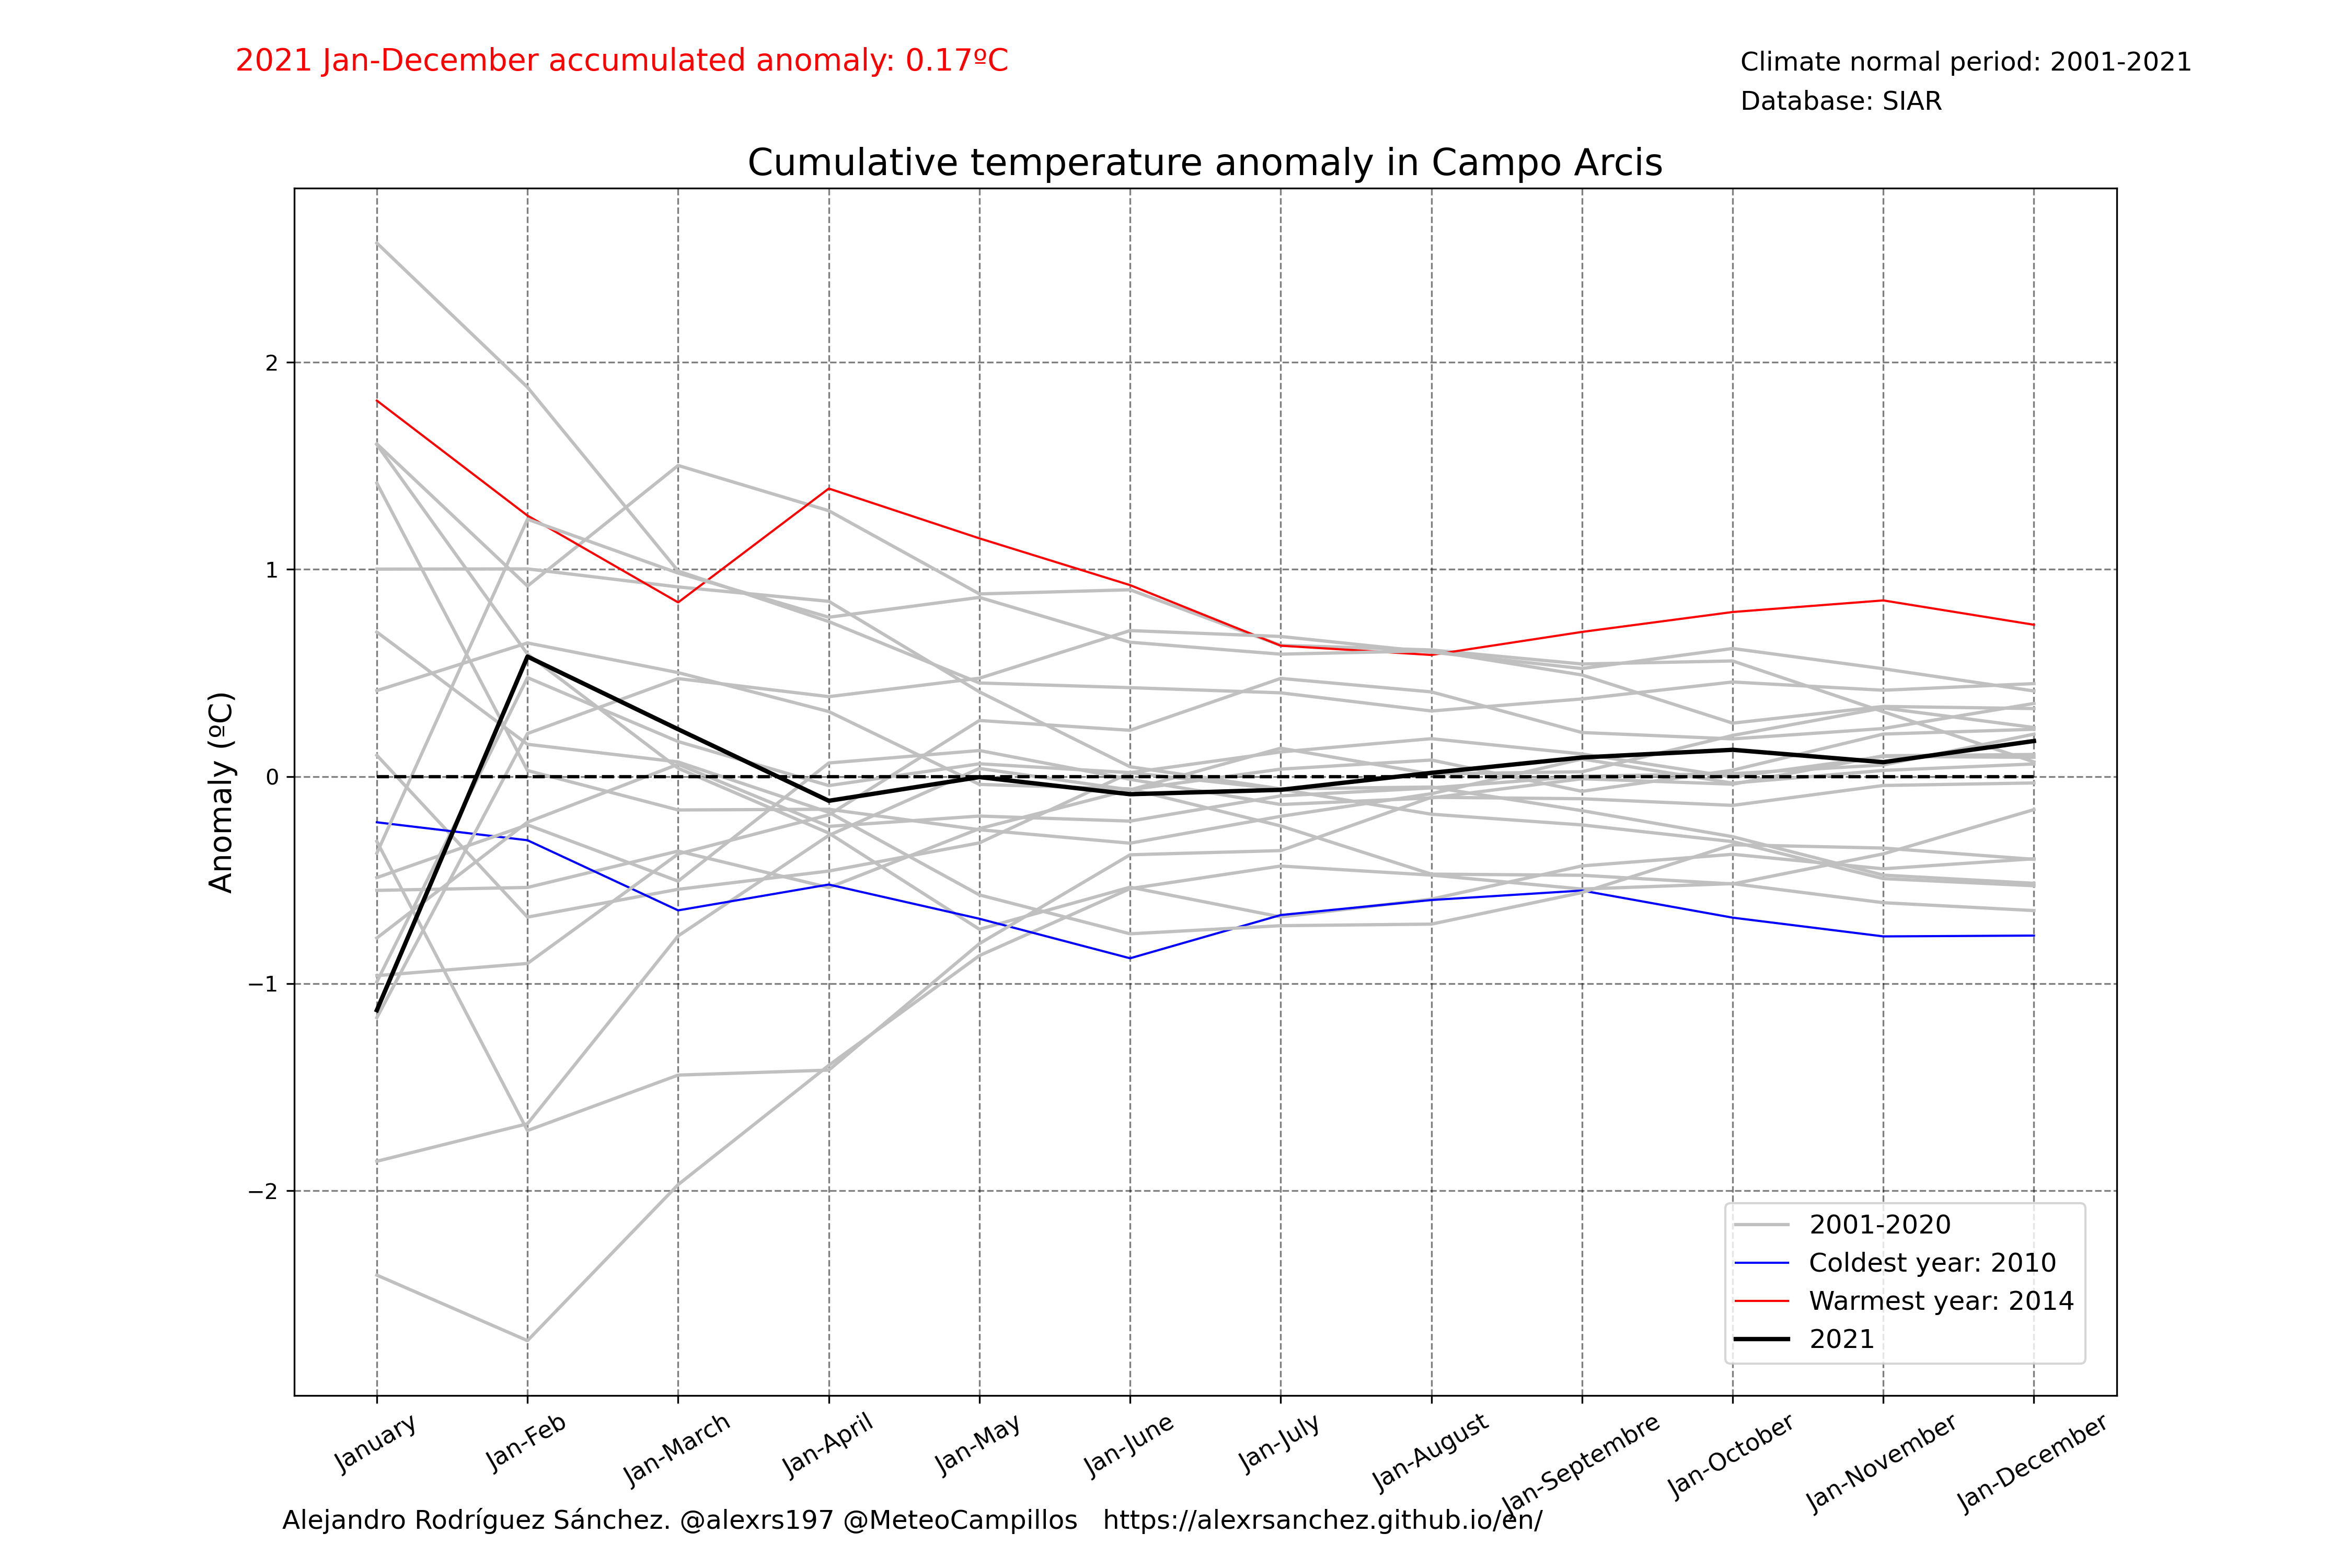 2021 Jan-December accumulated anomaly: 0.17ºC
Climate normal period: 2001-2021
Database: SIAR
Cumulative temperature anomaly in Campo Arcis
Anomaly (ºC)
2
1
0
−1
−2
2001-2020
Coldest year: 2010
Warmest year: 2014
2021
January
Jan-Feb
Jan-March
Jan-April
Jan-May
Jan-June
Jan-July
Jan-August
Jan-Septembre
Jan-October
Jan-November
Jan-December
Alejandro Rodríguez Sánchez. @alexrs197 @MeteoCampillos   https://alexrsanchez.github.io/en/